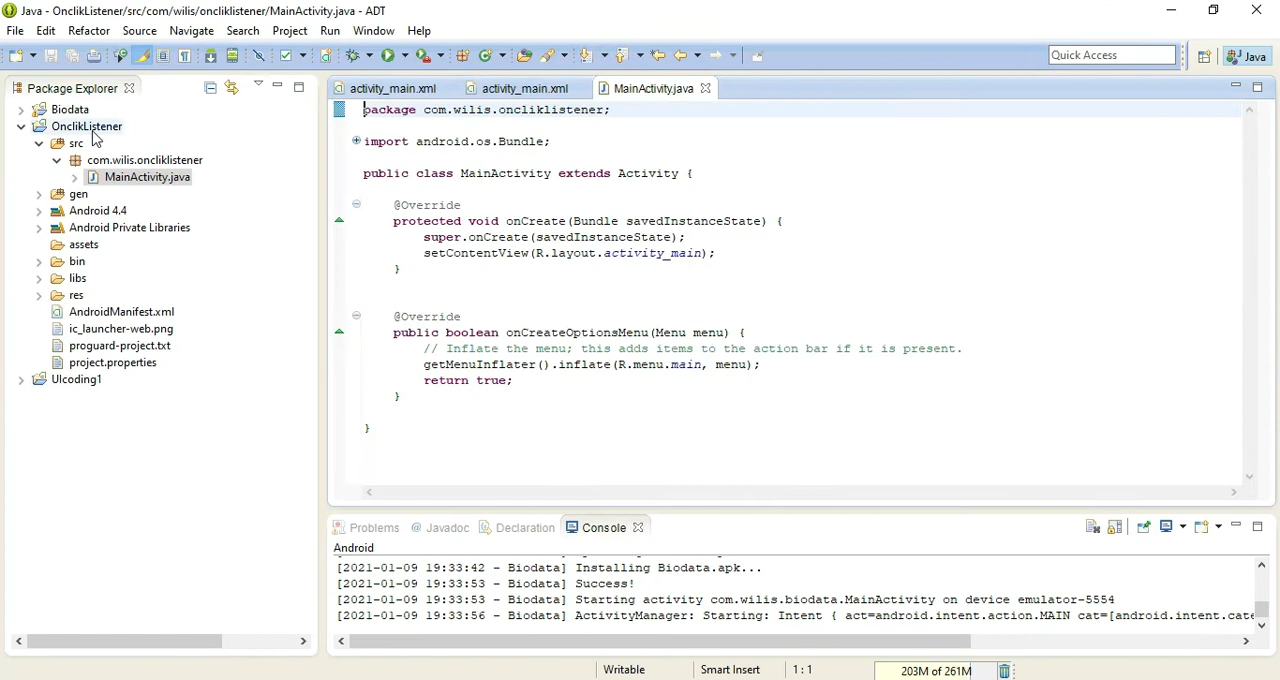 Java - OnclikListener/src/com/wilis/oncliklistener/MainActivity.java - ADT
File Edit Refactor Source Navigate Search Project Run Window Help
Quick Access
Java
Package Explorer
Biodata
OnclikListener
src
com.wilis.oncliklistener
MainActivity.java
gen
Android 4.4
Android Private Libraries
assets
bin
libs
res
AndroidManifest.xml
ic_launcher-web.png
proguard-project.txt
project.properties
UIcoding1
activity_main.xml activity_main.xml MainActivity.java
package com.wilis.oncliklistener;
import android.os.Bundle;
public class MainActivity extends Activity {
@Override
protected void onCreate(Bundle savedInstanceState) {
super.onCreate(savedInstanceState);
setContentView(R.layout.activity_main);
}
@Override
public boolean onCreateOptionsMenu(Menu menu) {
// Inflate the menu; this adds items to the action bar if it is present.
getMenuInflater().inflate(R.menu.main, menu);
return true;
}
}
Problems @ Javadoc Declaration Console
Android
[2021-01-09 19:33:42 - Biodata] Installing Biodata.apk...
[2021-01-09 19:33:53 - Biodata] Success!
[2021-01-09 19:33:53 - Biodata] Starting activity com.wilis.biodata.MainActivity on device emulator-5554
[2021-01-09 19:33:56 - Biodata] ActivityManager: Starting: Intent { act=android.intent.action.MAIN cat=[android.intent.cate
Writable Smart Insert 1 : 1 203M of 261M